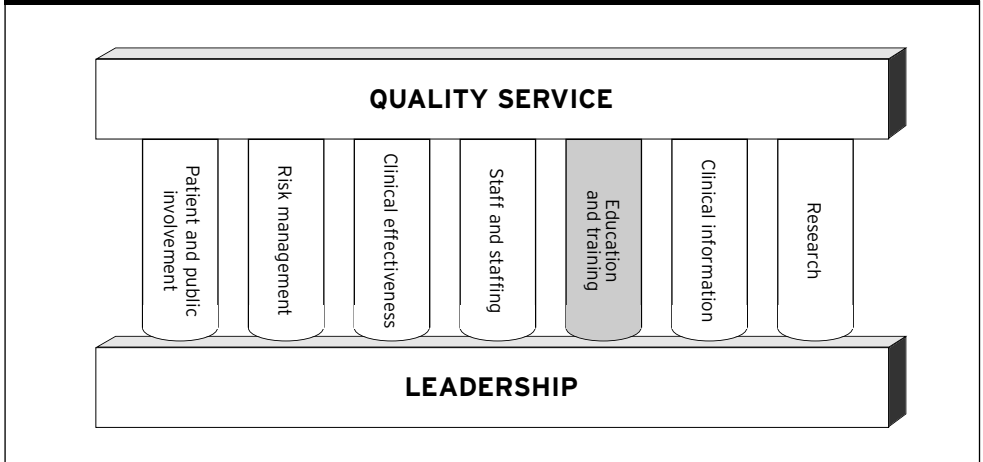 QUALITY SERVICE
Patient and public
involvement
Risk management
Clinical effectiveness
Staff and staffing
Education
and training
Clinical information
Research
LEADERSHIP